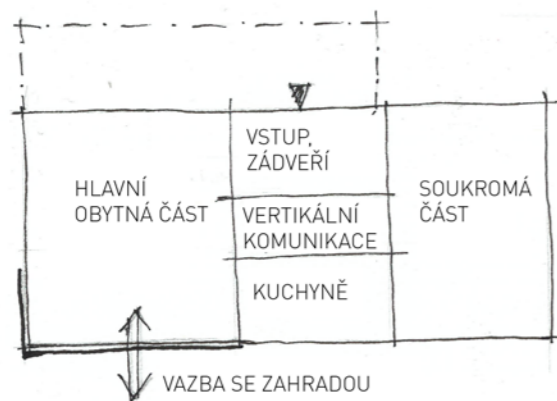 VSTUP,
ZÁDVEŘÍ
HLAVNÍ
OBYTNÁ ČÁST
SOUKROMÁ
ČÁST
VERTIKÁLNÍ
KOMUNIKACE
KUCHYNĚ
VAZBA SE ZAHRADOU